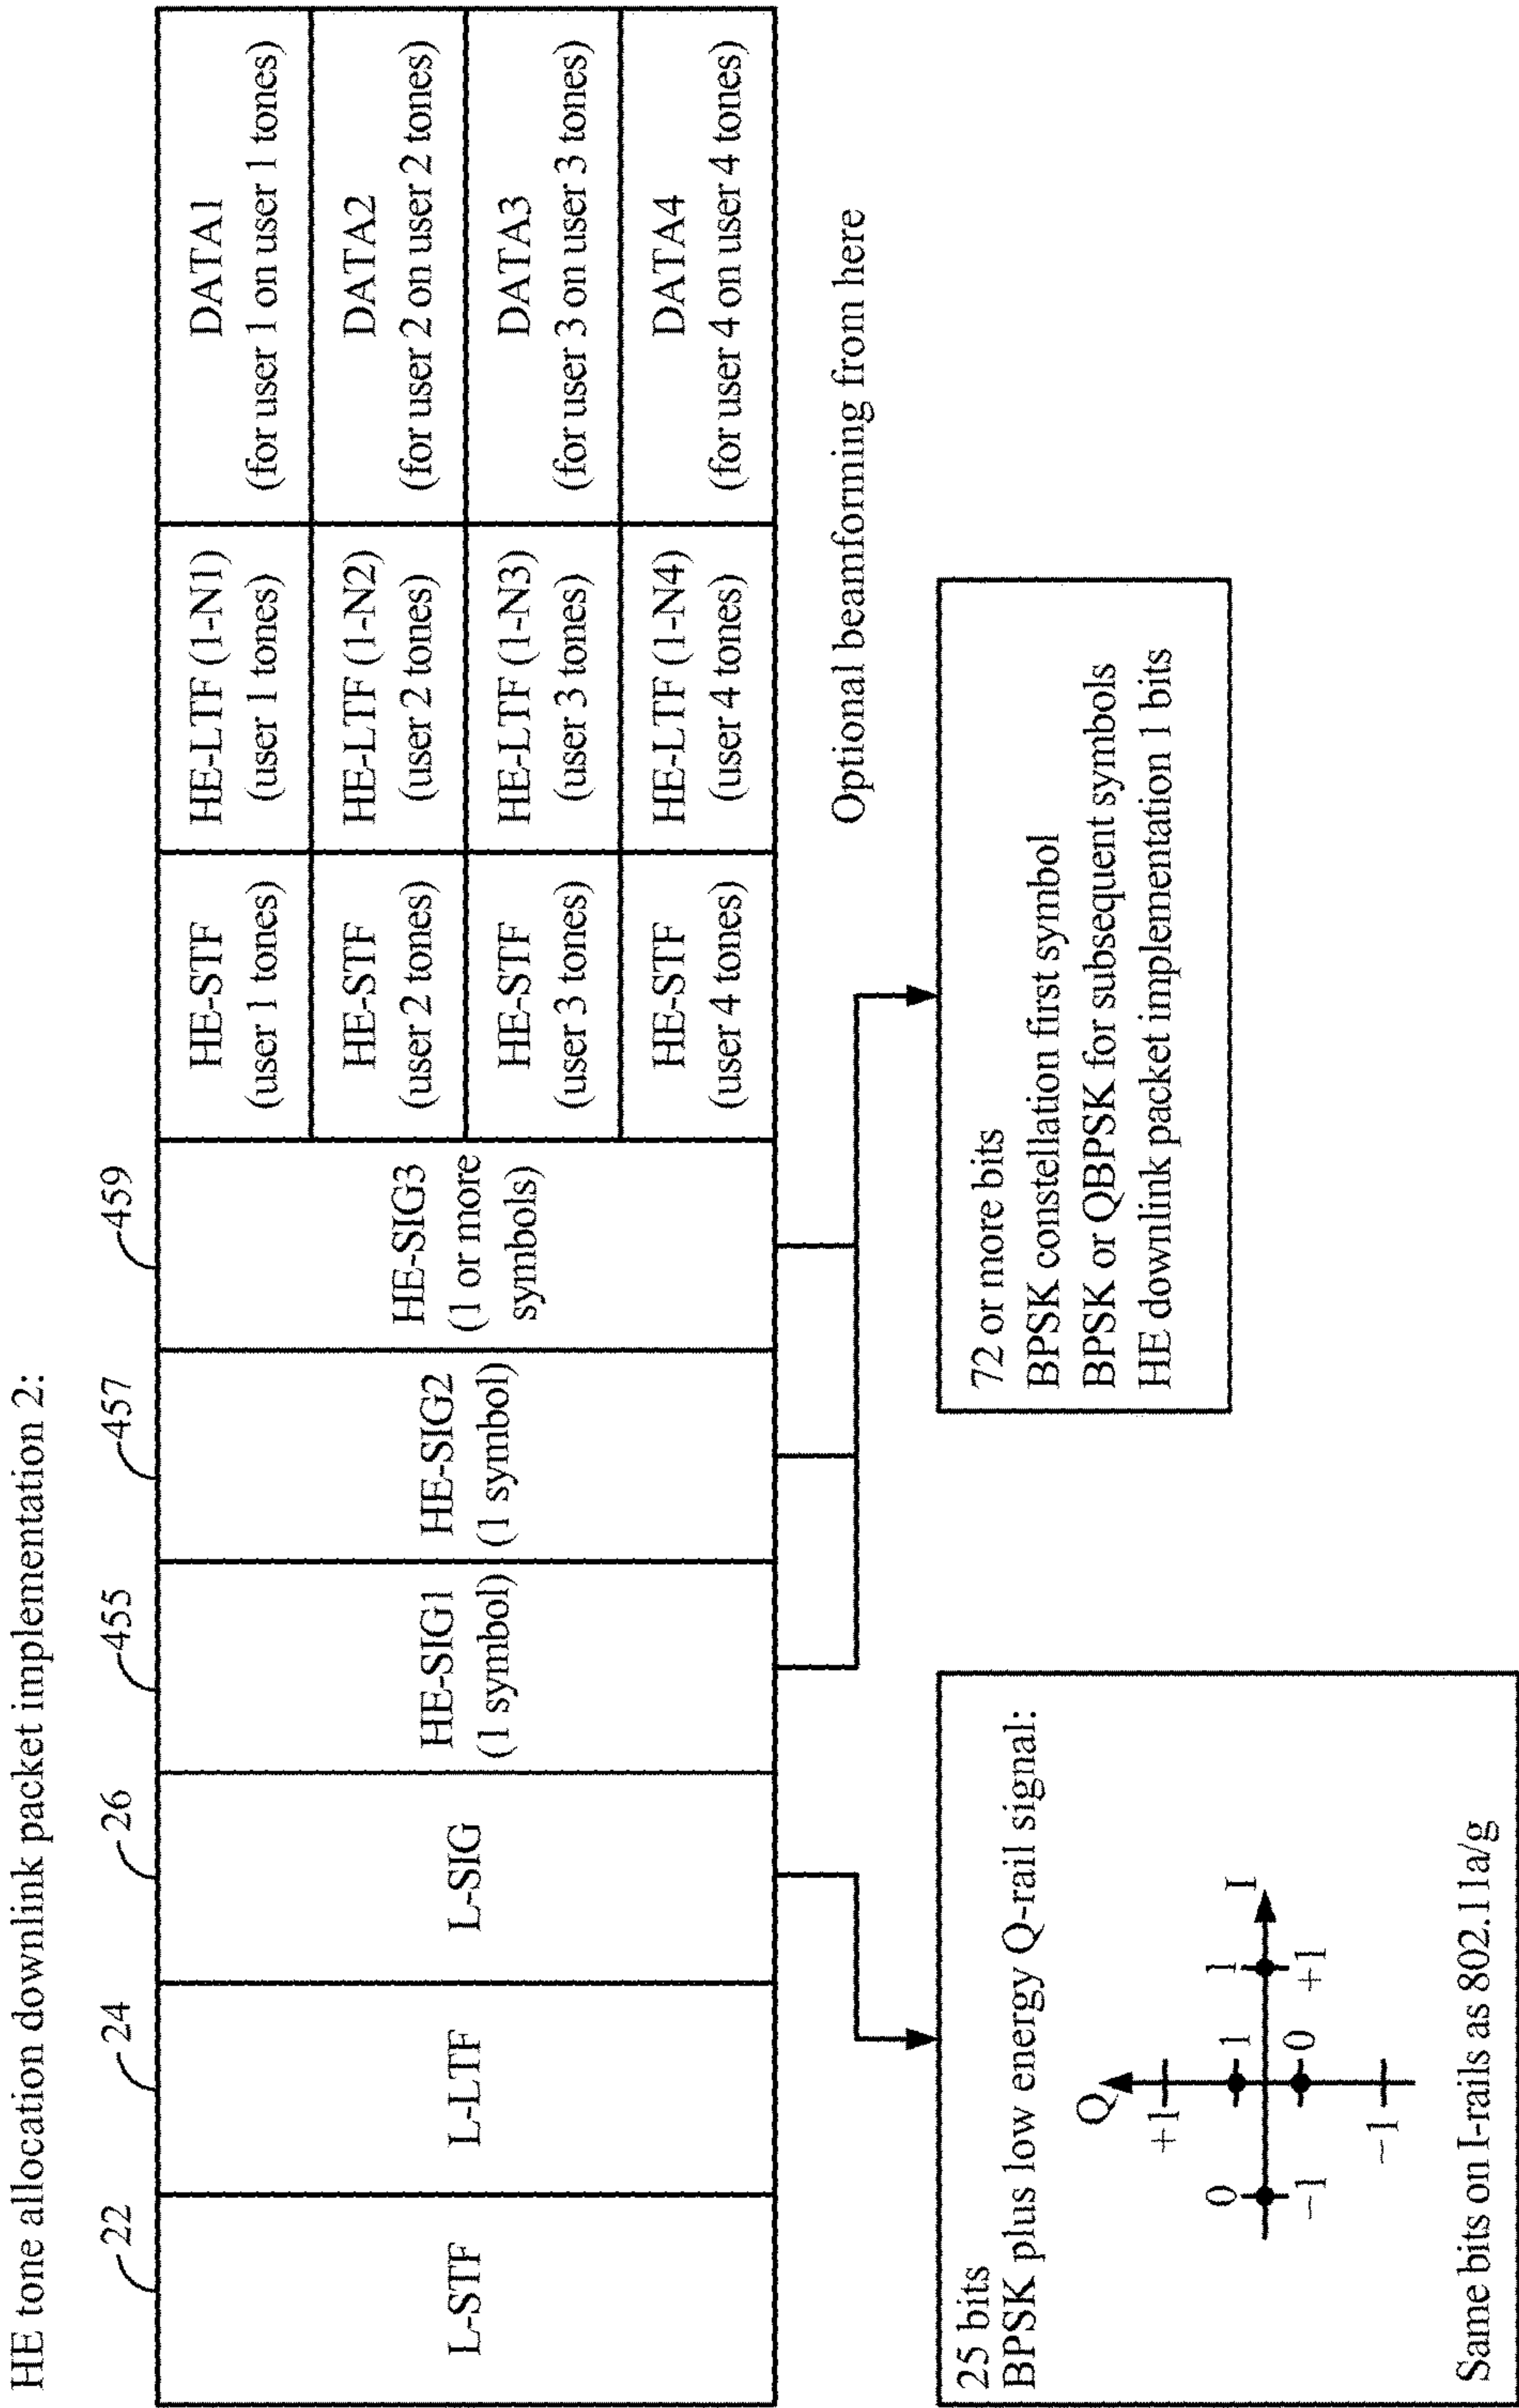 HE tone allocation downlink packet implementation 2:
22
24
26
455
457
459
L-STF
L-LTF
L-SIG
HE-SIG1
(1 symbol)
HE-SIG2
(1 symbol)
HE-SIG3
(1 or more
symbols)
HE-STF
(user 1 tones)
HE-LTF (1-N1)
(user 1 tones)
DATA1
(for user 1 on user 1 tones)
HE-STF
(user 2 tones)
HE-LTF (1-N2)
(user 2 tones)
DATA2
(for user 2 on user 2 tones)
HE-STF
(user 3 tones)
HE-LTF (1-N3)
(user 3 tones)
DATA3
(for user 3 on user 3 tones)
HE-STF
(user 4 tones)
HE-LTF (1-N4)
(user 4 tones)
DATA4
(for user 4 on user 4 tones)
Optional beamforming from here
25 bits
BPSK plus low energy Q-rail signal:
Q
+1
1
0
1
I
0
−1
+1
−1
Same bits on I-rails as 802.11a/g
72 or more bits
BPSK constellation first symbol
BPSK or QBPSK for subsequent symbols
HE downlink packet implementation 1 bits